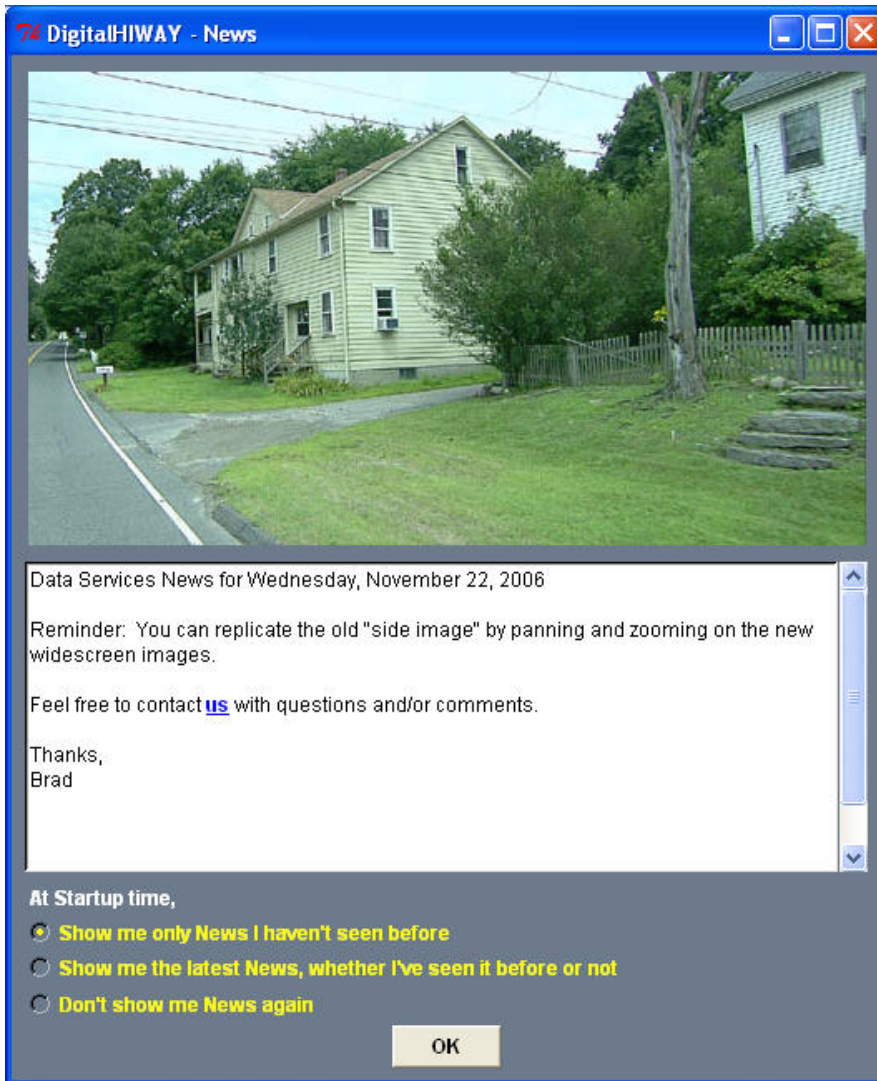 DigitalHIWAY - News
Data Services News for Wednesday, November 22, 2006
Reminder:  You can replicate the old "side image" by panning and zooming on the new
widescreen images.
Feel free to contact us with questions and/or comments.
Thanks,
Brad
At Startup time,
Show me only News I haven't seen before
Show me the latest News, whether I've seen it before or not
Don't show me News again
OK